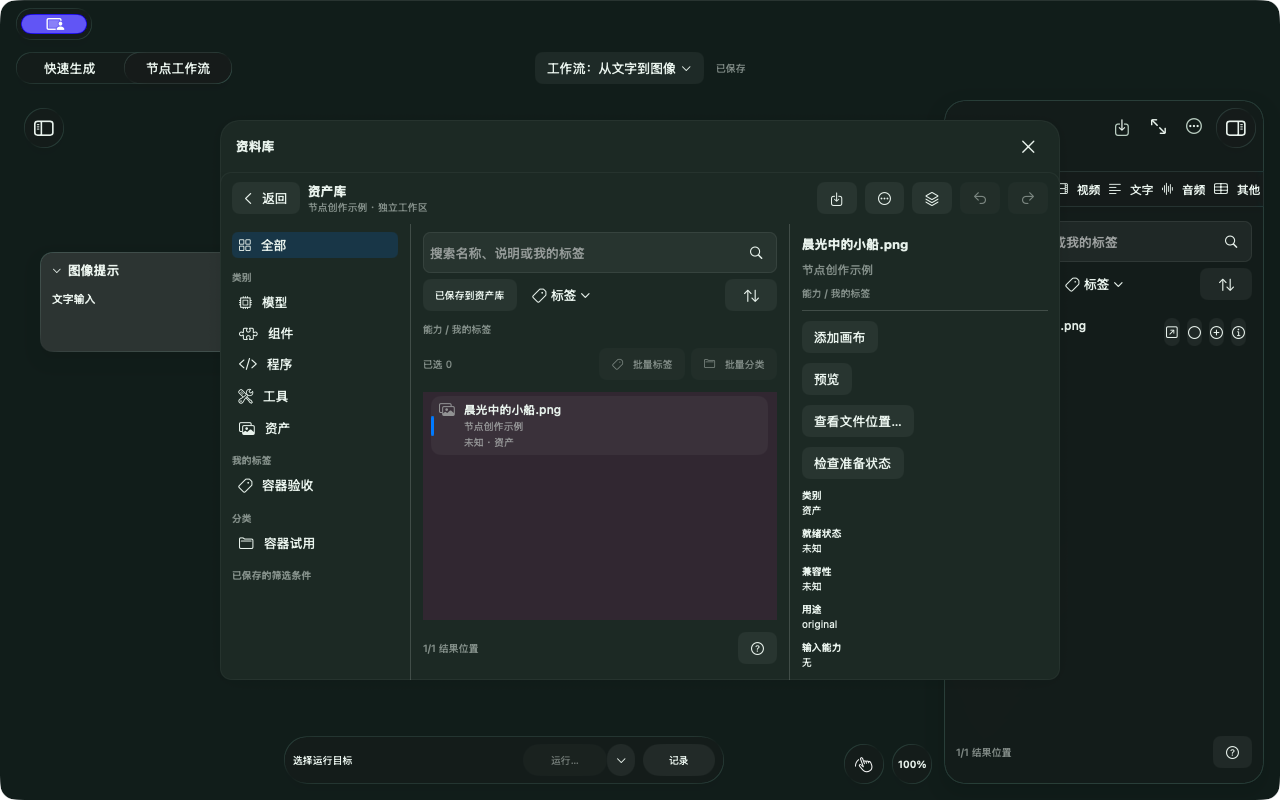 快速生成
节点工作流
工作流：从文字到图像
已保存
资料库
返回
资产库
节点创作示例 · 独立工作区
全部
类别
模型
组件
程序
工具
资产
我的标签
容器验收
分类
容器试用
已保存的筛选条件
搜索名称、说明或我的标签
已保存到资产库
标签
能力 / 我的标签
已选 0
批量标签
批量分类
晨光中的小船.png
节点创作示例
未知 · 资产
1/1 结果位置
晨光中的小船.png
节点创作示例
能力 / 我的标签
添加画布
预览
查看文件位置...
检查准备状态
类别
资产
就绪状态
未知
兼容性
未知
用途
original
输入能力
无
图像提示
文字输入
视频
文字
音频
其他
或我的标签
标签
.png
1/1 结果位置
选择运行目标
运行...
记录
100%